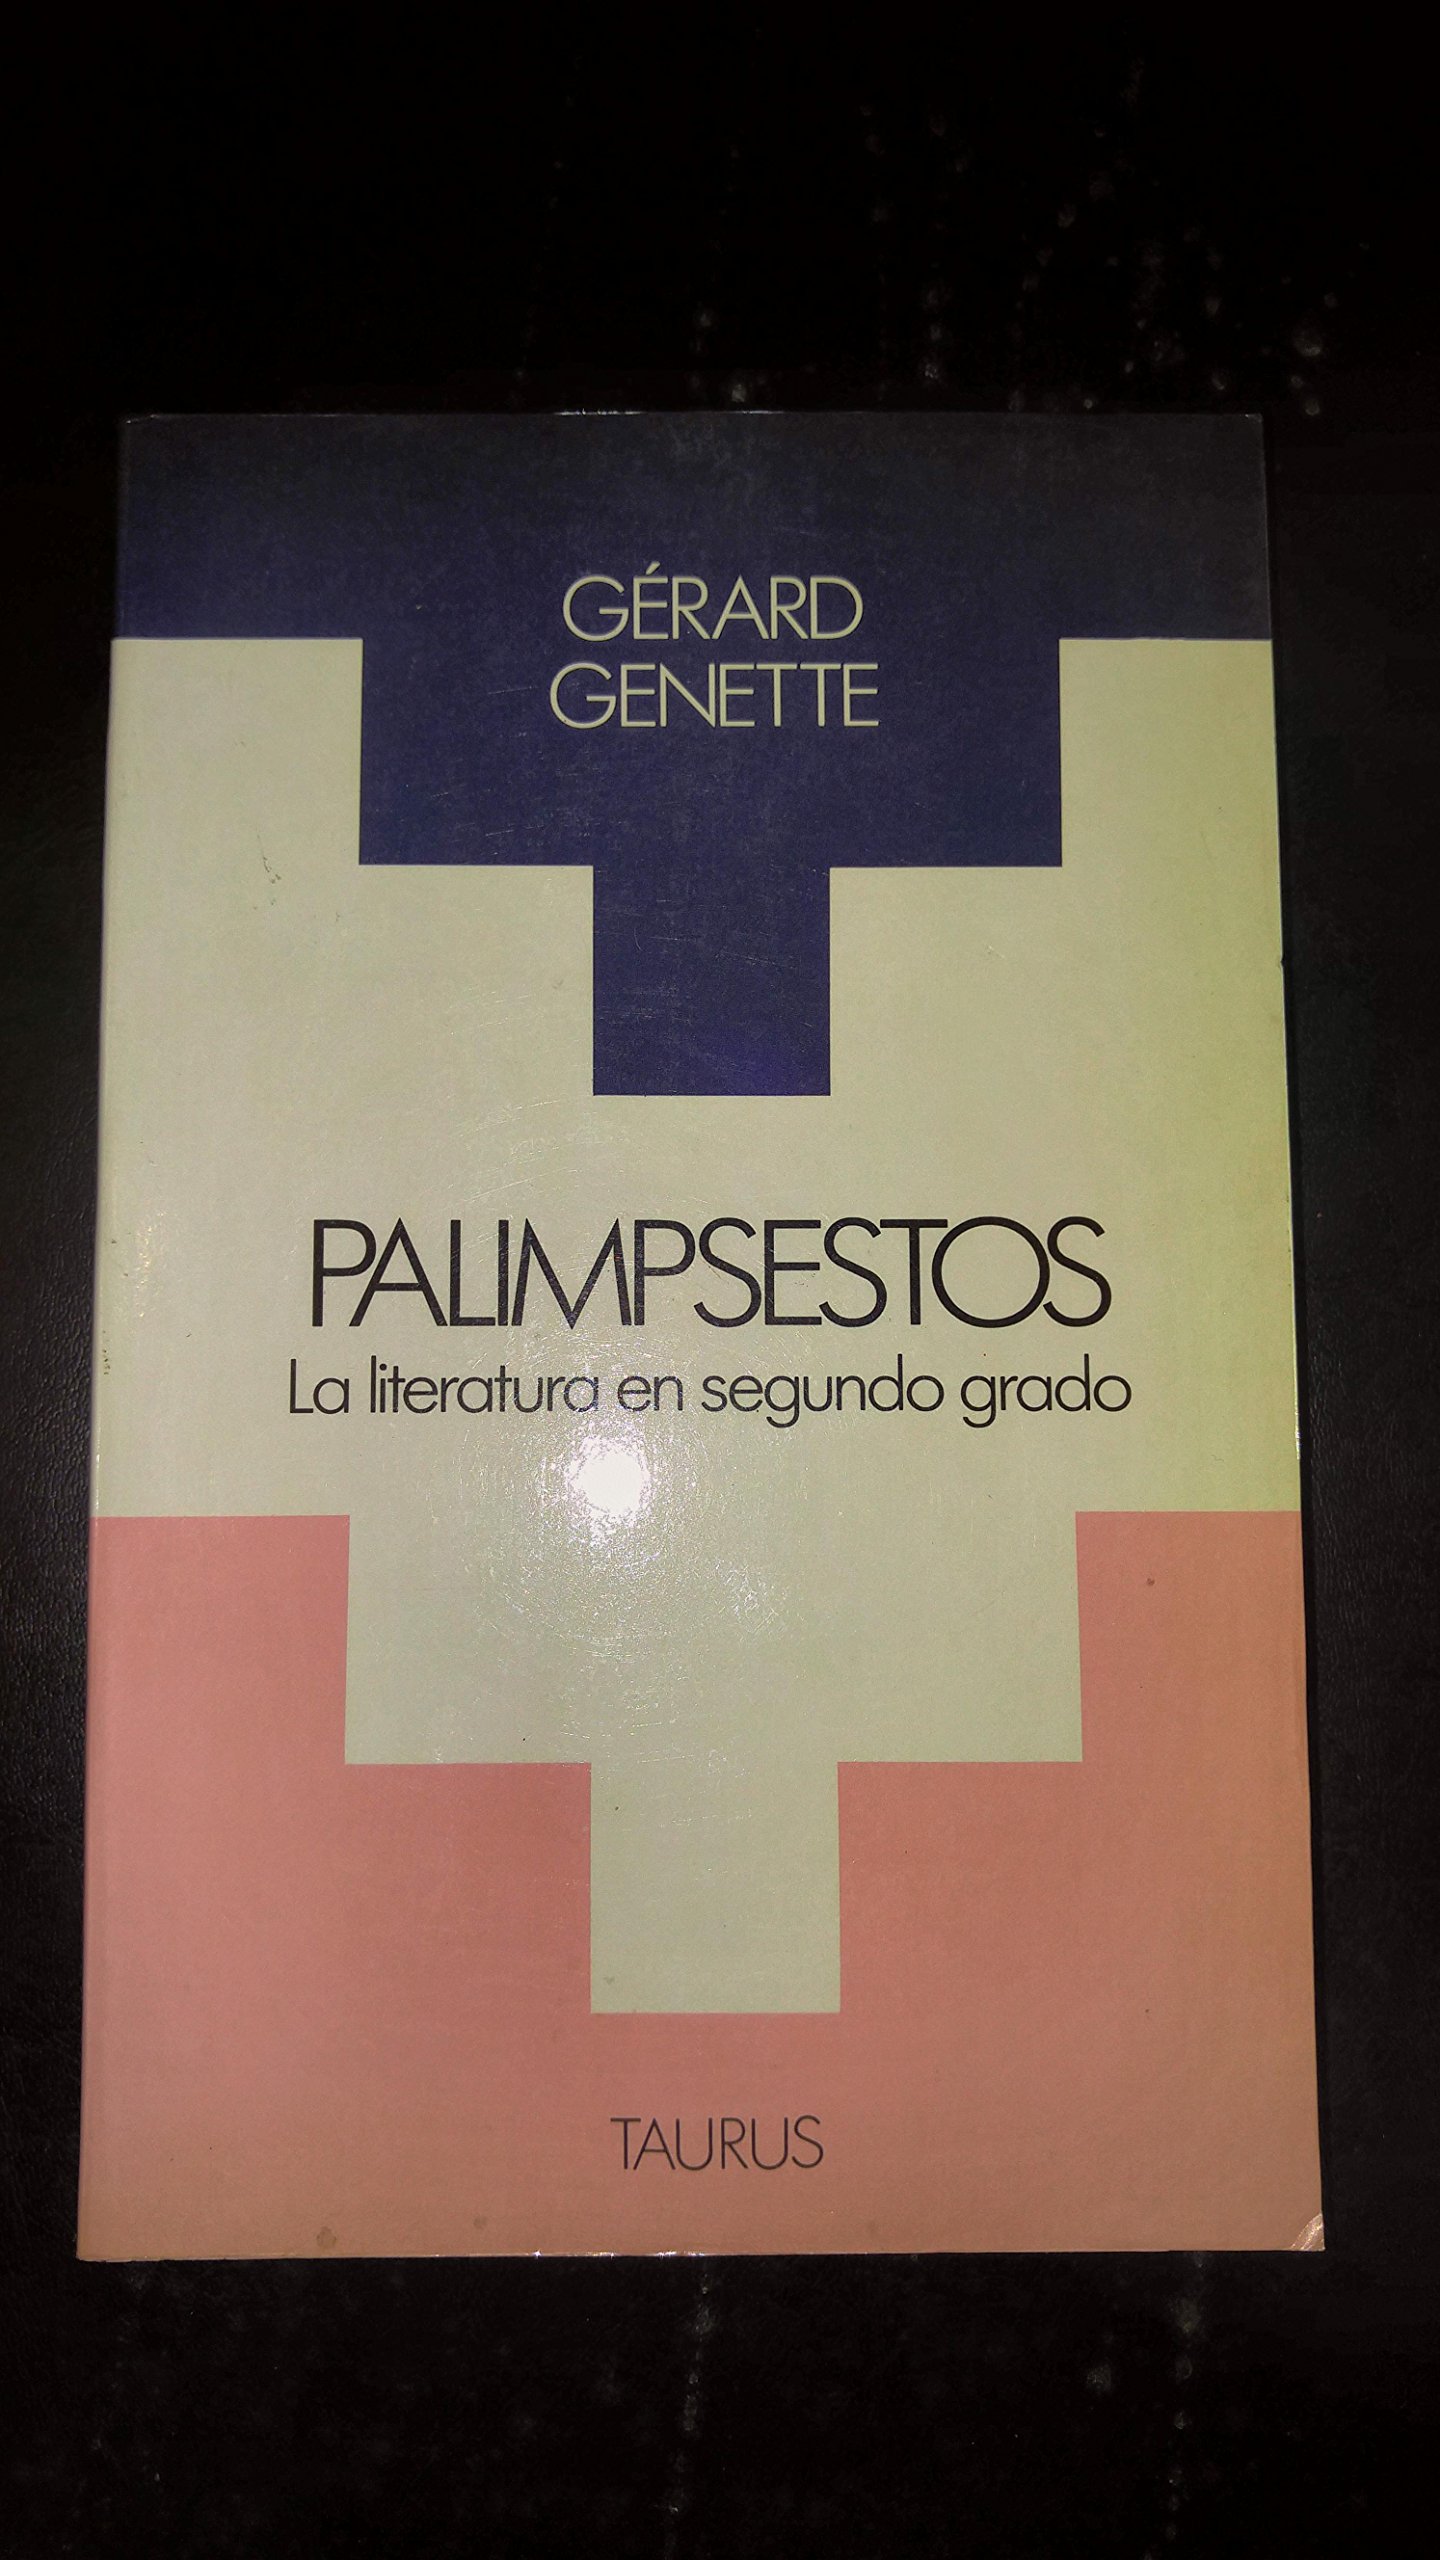 GÉRARD
GENETTE
PALIMPSESTOS
La literatura en segundo grado
TAURUS